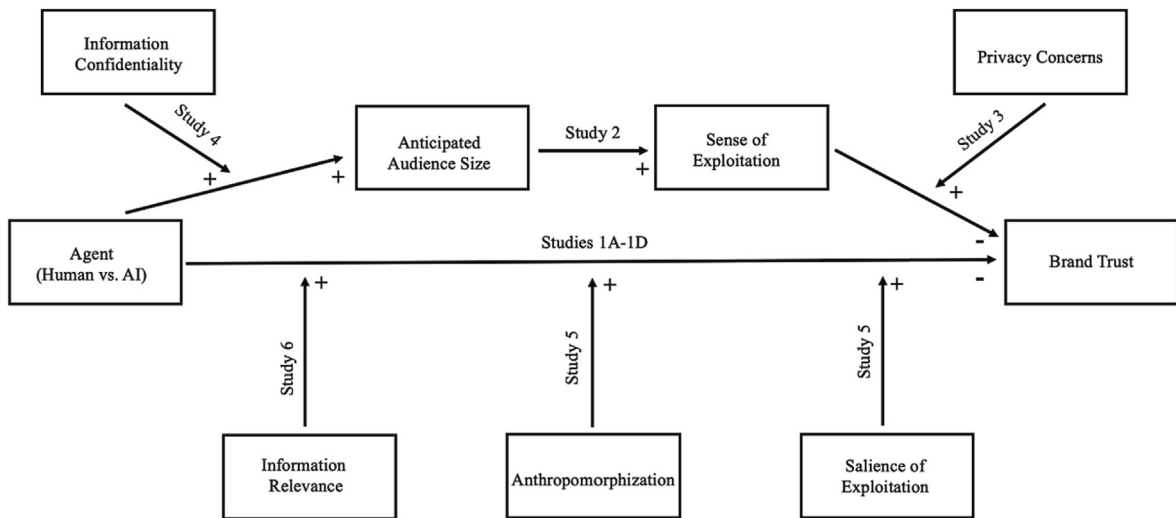 Information
Confidentiality
Privacy Concerns
Study 4
Study 3
Anticipated
Audience Size
Study 2
Sense of
Exploitation
+
+
+
+
Agent
(Human vs. AI)
Studies 1A-1D
-
-
Brand Trust
+
+
+
Study 6
Study 5
Study 5
Information
Relevance
Anthropomorphization
Salience of
Exploitation